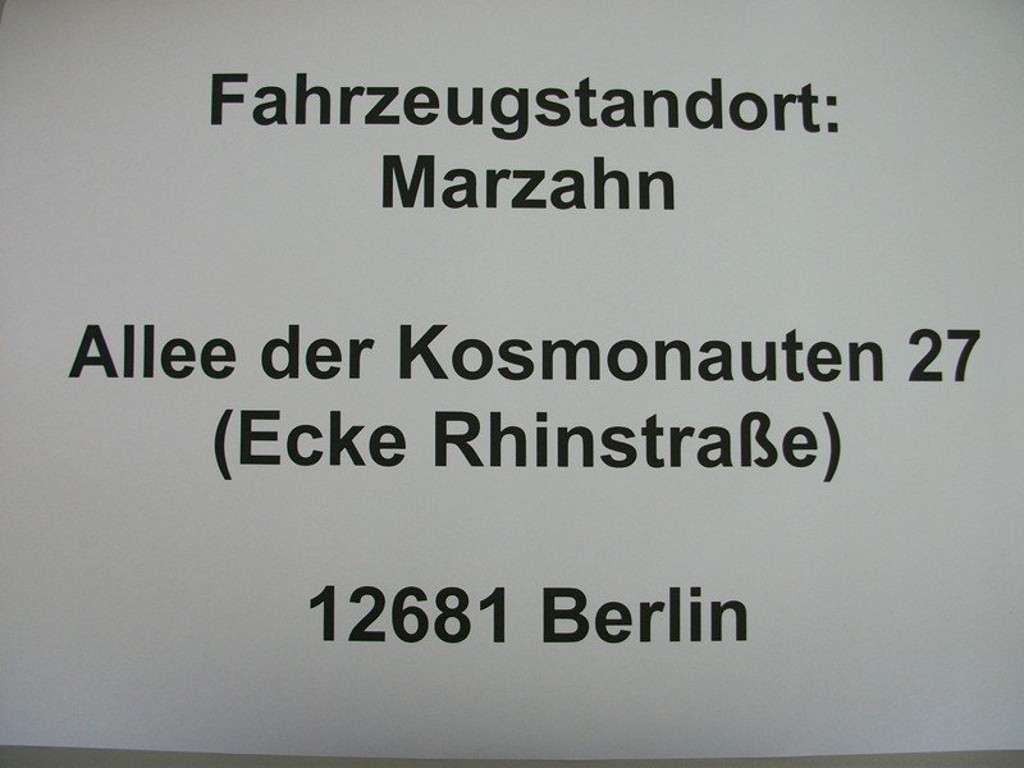 Fahrzeugstandort:
Marzahn
Allee der Kosmonauten 27
(Ecke Rhinstraße)
12681 Berlin